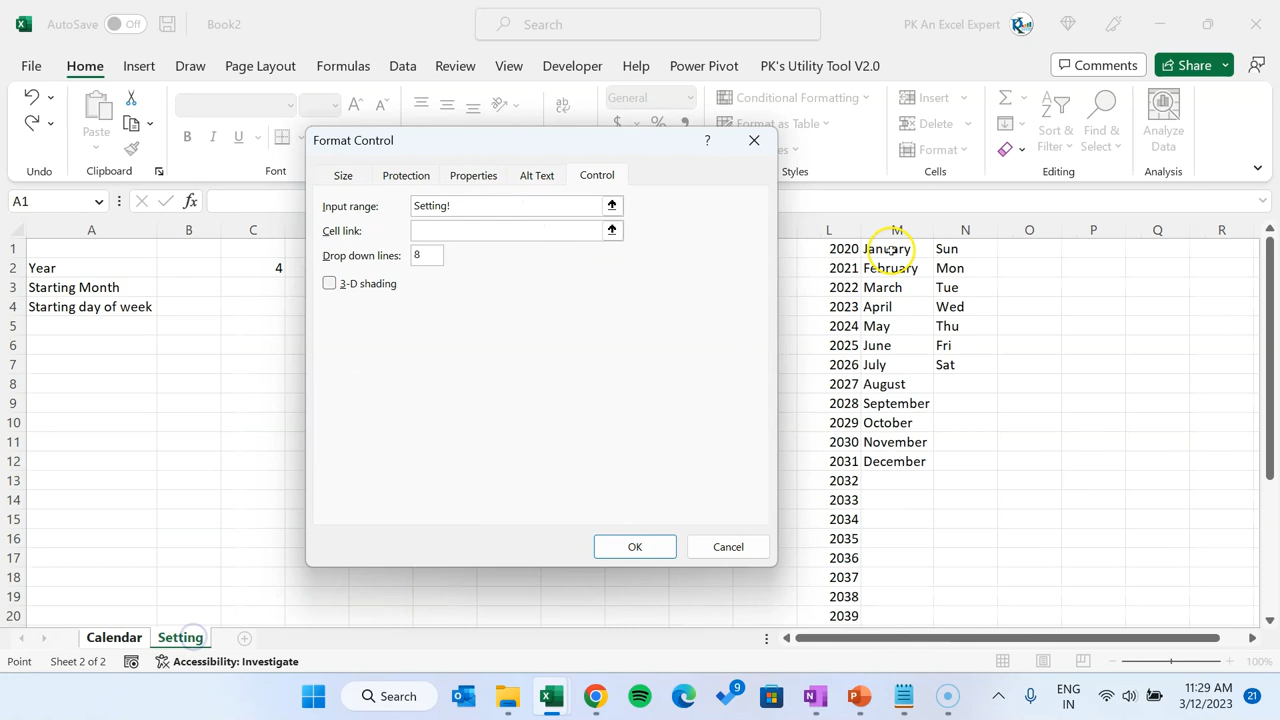 AutoSave Off Book2 Search PK An Excel Expert
File Home Insert Draw Page Layout Formulas Data Review View Developer Help Power Pivot PK's Utility Tool V2.0 Comments Share
Paste General Conditional Formatting Insert Sort & Filter Find & Select Analyze Data
B I U $ % Format as Table Delete
Format
Undo Clipboard Font Styles Cells Editing Analysis
A1 fx
Format Control ?
Size Protection Properties Alt Text Control
Input range: Setting!
Cell link:
Drop down lines: 8
3-D shading
OK Cancel
A B C L M N O P Q R
1 2020 January Sun
2 Year 4 2021 February Mon
3 Starting Month 2022 March Tue
4 Starting day of week 2023 April Wed
5 2024 May Thu
6 2025 June Fri
7 2026 July Sat
8 2027 August
9 2028 September
10 2029 October
11 2030 November
12 2031 December
13 2032
14 2033
15 2034
16 2035
17 2036
18 2037
19 2038
20 2039
Calendar Setting
Point Sheet 2 of 2 Accessibility: Investigate 100%
Search 9 ENG IN 11:29 AM 3/12/2023 21